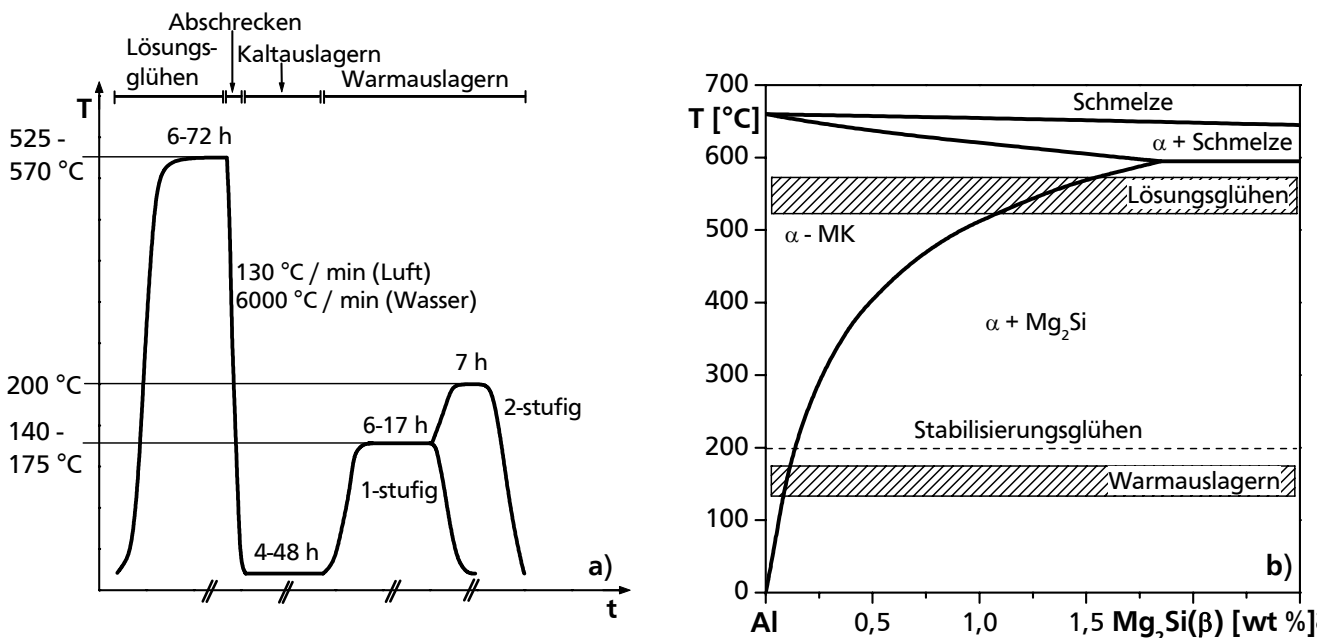 Abschrecken
Lösungs-
glühen
Kaltauslagern
Warmauslagern
T
525 -
570 °C
6-72 h
130 °C / min (Luft)
6000 °C / min (Wasser)
200 °C
7 h
2-stufig
140 -
175 °C
6-17 h
1-stufig
4-48 h
a)
t
700
T [°C]
600
500
400
300
200
100
0
Schmelze
α + Schmelze
Lösungsglühen
α - MK
α + Mg₂Si
Stabilisierungsglühen
Warmauslagern
b)
Al
0,5
1,0
1,5
Mg₂Si(β) [wt %]